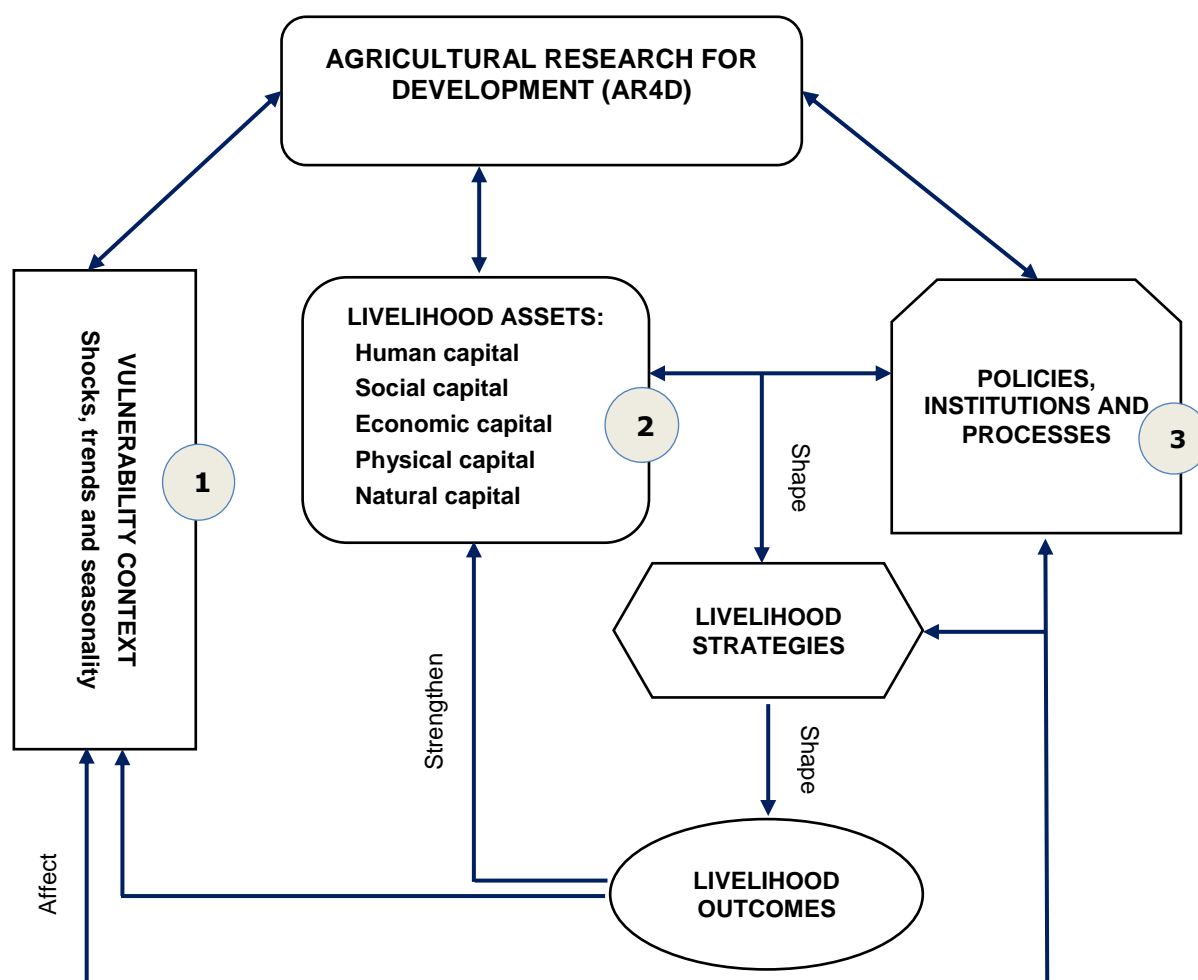 AGRICULTURAL RESEARCH FOR
DEVELOPMENT (AR4D)
VULNERABILITY CONTEXT
Shocks, trends and seasonality
1
LIVELIHOOD ASSETS:
Human capital
Social capital
Economic capital
Physical capital
Natural capital
2
POLICIES,
INSTITUTIONS AND
PROCESSES
3
Shape
LIVELIHOOD
STRATEGIES
Strengthen
Shape
Affect
LIVELIHOOD
OUTCOMES